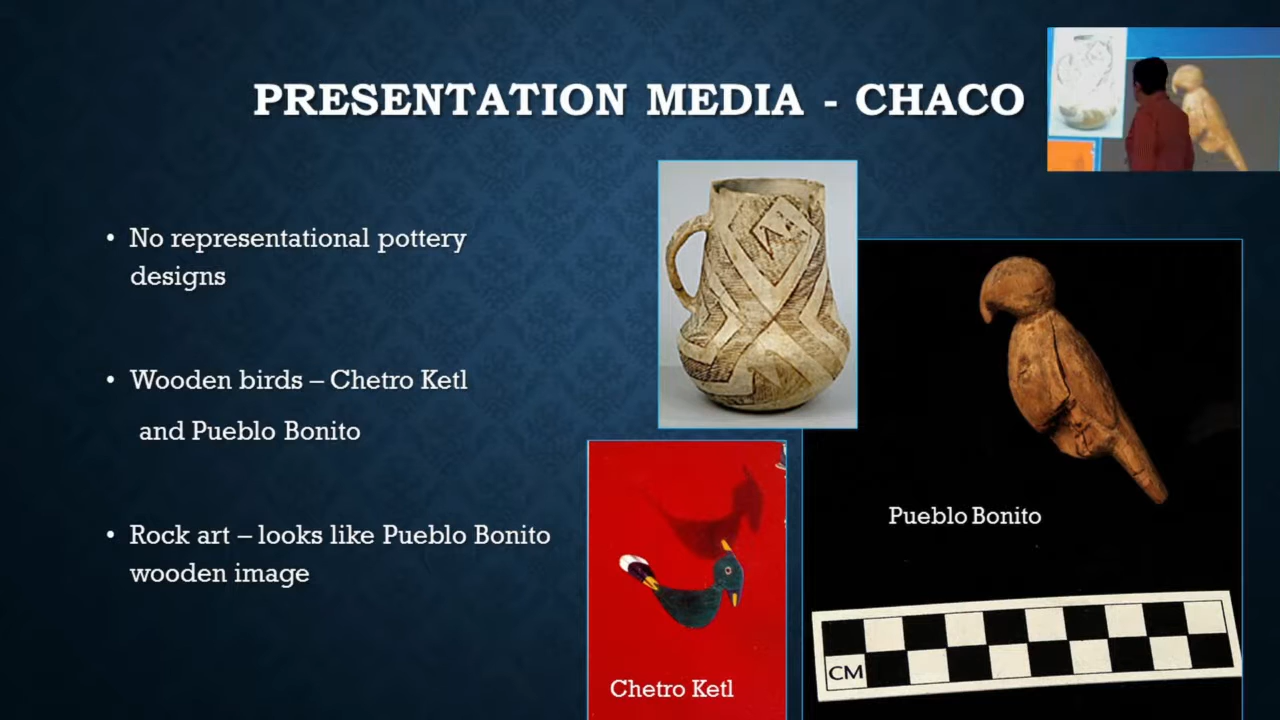 PRESENTATION MEDIA - CHACO
• No representational pottery
designs
• Wooden birds – Chetro Ketl
and Pueblo Bonito
• Rock art – looks like Pueblo Bonito
wooden image
Pueblo Bonito
CM
Chetro Ketl